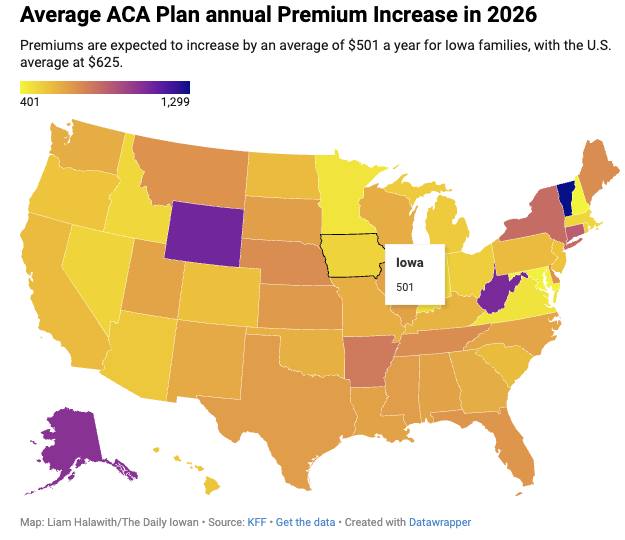 Average ACA Plan annual Premium Increase in 2026
Premiums are expected to increase by an average of $501 a year for Iowa families, with the U.S.
average at $625.
401 1,299
Iowa
501
Map: Liam Halawith/The Daily Iowan • Source: KFF • Get the data • Created with Datawrapper